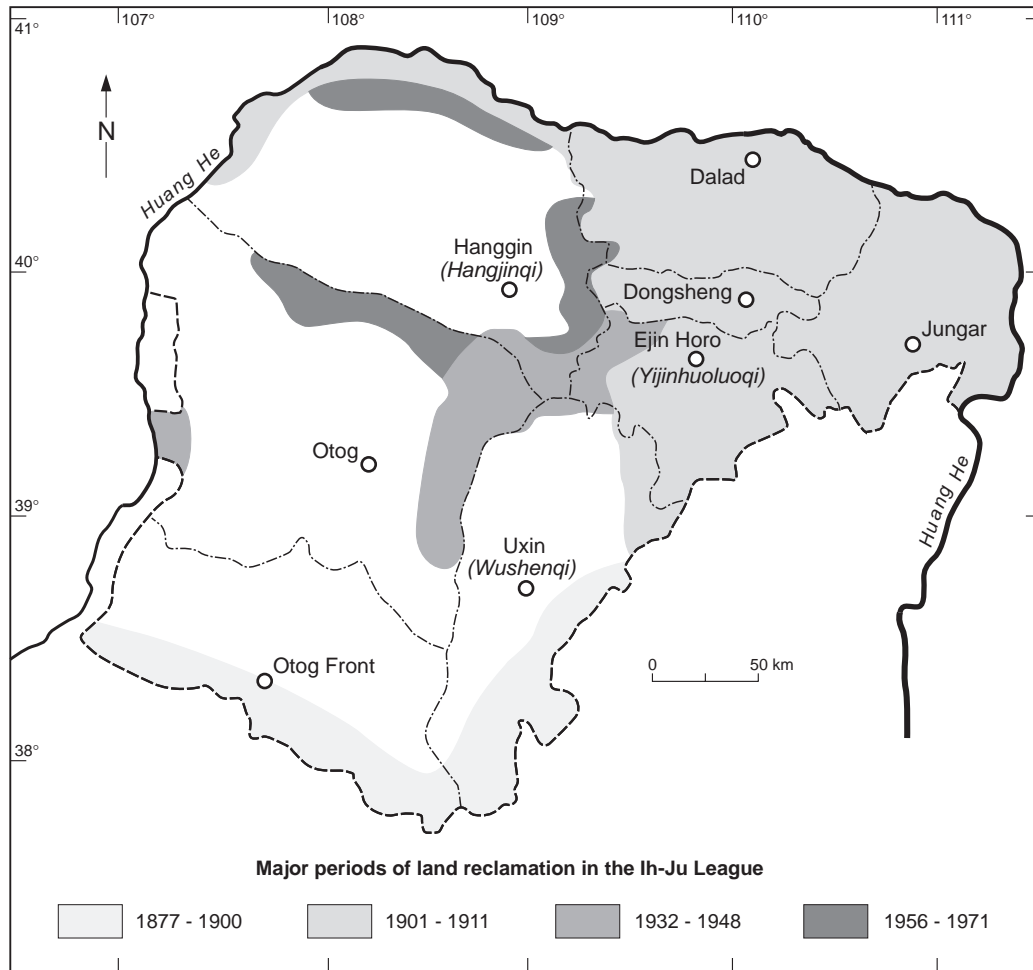 107° 108° 109° 110° 111°
41°
N
Huang He
Dalad
40°
Hanggin
(Hangjinqi)
Dongsheng
Ejin Horo
(Yijinhuoluoqi)
Jungar
Otog
39°
Huang He
Uxin
(Wushenqi)
Otog Front
0 50 km
38°
Major periods of land reclamation in the Ih-Ju League
1877 - 1900 1901 - 1911 1932 - 1948 1956 - 1971